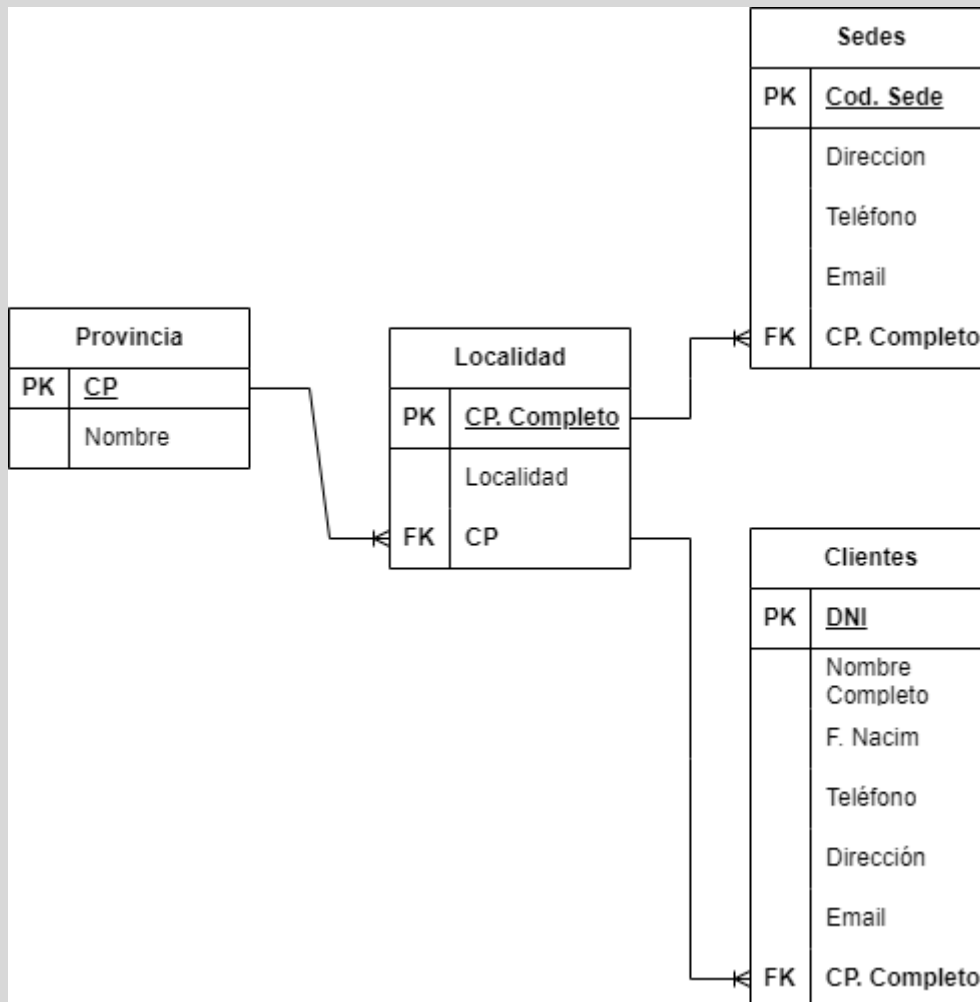 Sedes
PK Cod. Sede
Direccion
Teléfono
Email
FK CP. Completo
Provincia
PK CP
Nombre
Localidad
PK CP. Completo
Localidad
FK CP
Clientes
PK DNI
Nombre
Completo
F. Nacim
Teléfono
Dirección
Email
FK CP. Completo